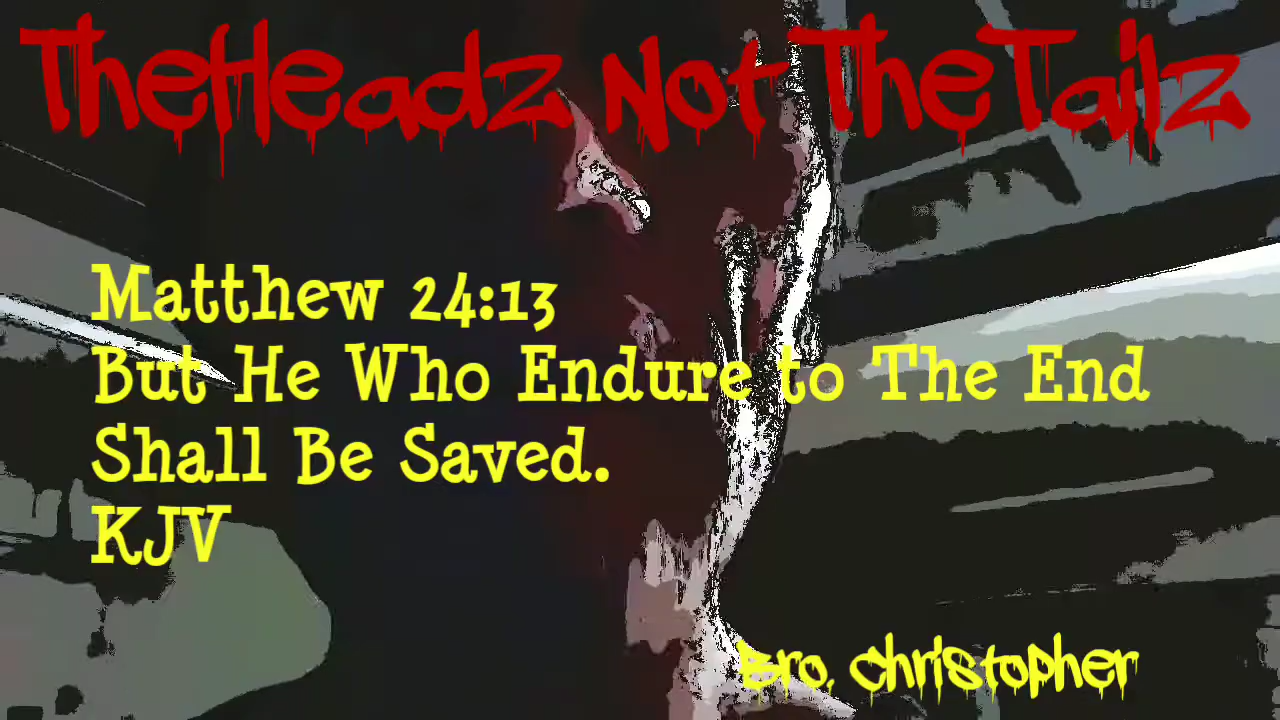 TheHeadz Not TheTailz
Matthew 24:13
But He Who Endure to The End
Shall Be Saved.
KJV
Bro. Christopher